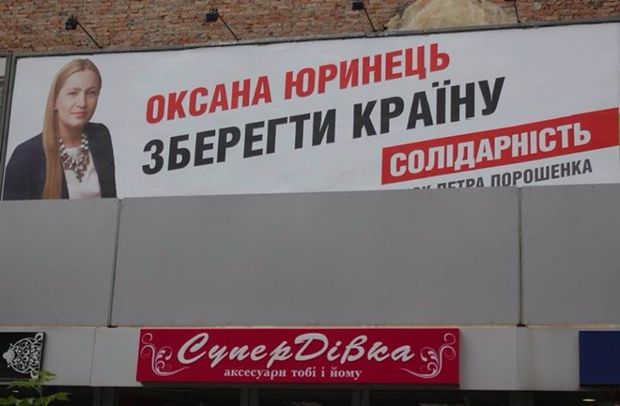 ОКСАНА ЮРИНЕЦЬ
ЗБЕРЕГТИ КРАЇНУ
СОЛІДАРНІСТЬ
ПЕТРА ПОРОШЕНКА
СуперДівка
аксесуари тобі і йому